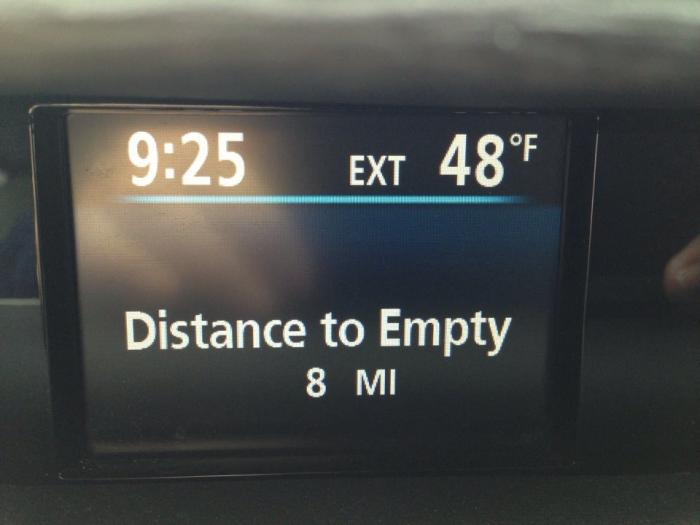 9:25 EXT 48°F
Distance to Empty
8 MI